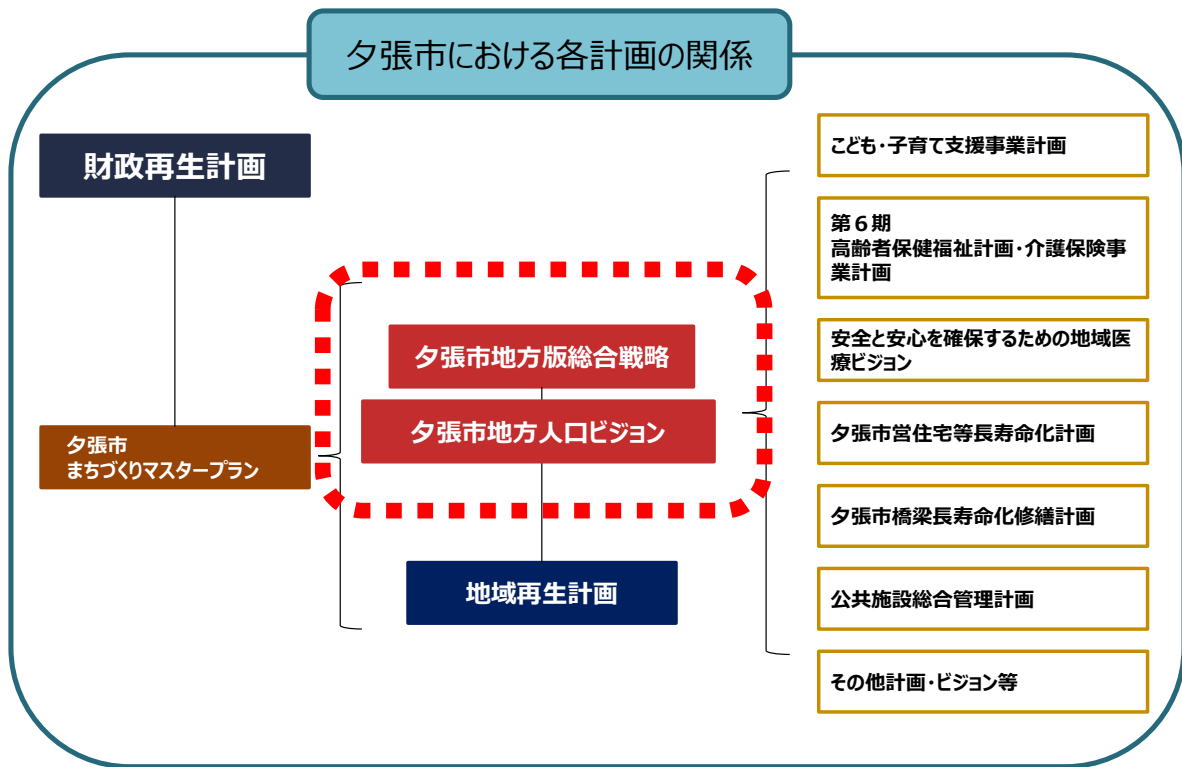 夕張市における各計画の関係
財政再生計画
夕張市
まちづくりマスタープラン
夕張市地方版総合戦略
夕張市地方人口ビジョン
地域再生計画
こども・子育て支援事業計画
第６期
高齢者保健福祉計画・介護保険事
業計画
安全と安心を確保するための地域医
療ビジョン
夕張市営住宅等長寿命化計画
夕張市橋梁長寿命化修繕計画
公共施設総合管理計画
その他計画・ビジョン等